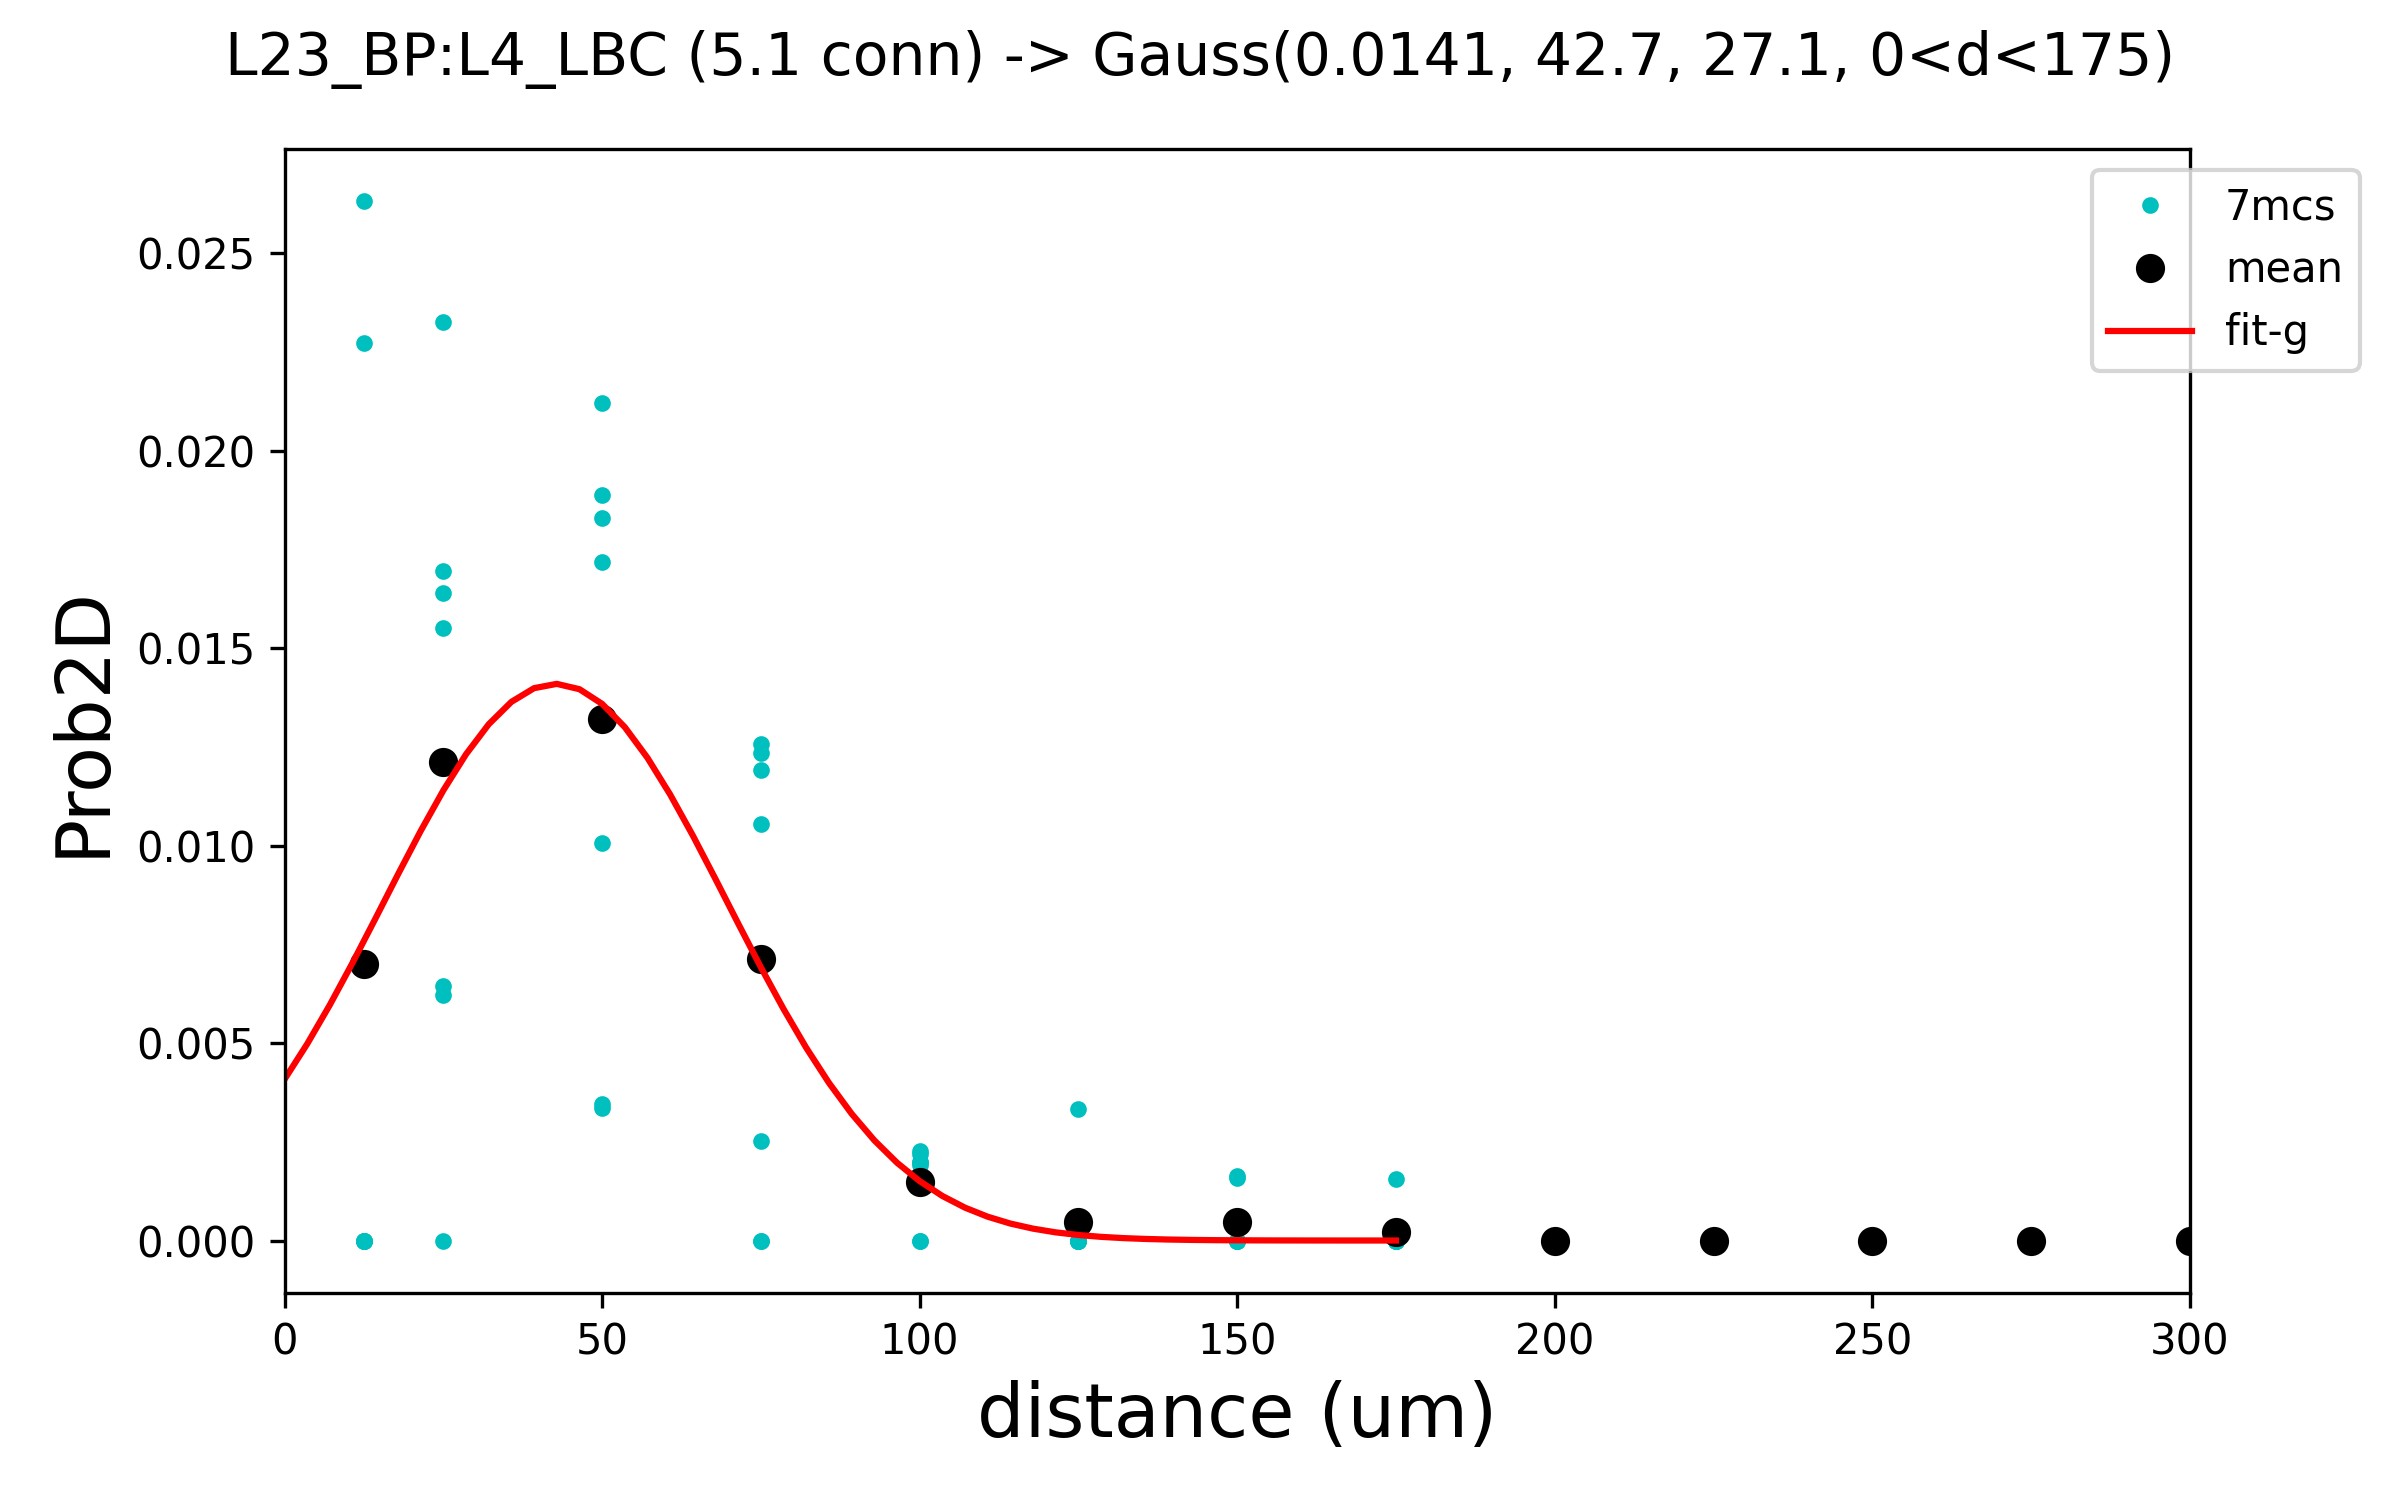 L23_BP:L4_LBC (5.1 conn) -> Gauss(0.0141, 42.7, 27.1, 0<d<175)
7mcs
mean
fit-g
Prob2D
0.025
0.020
0.015
0.010
0.005
0.000
0 50 100 150 200 250 300
distance (um)